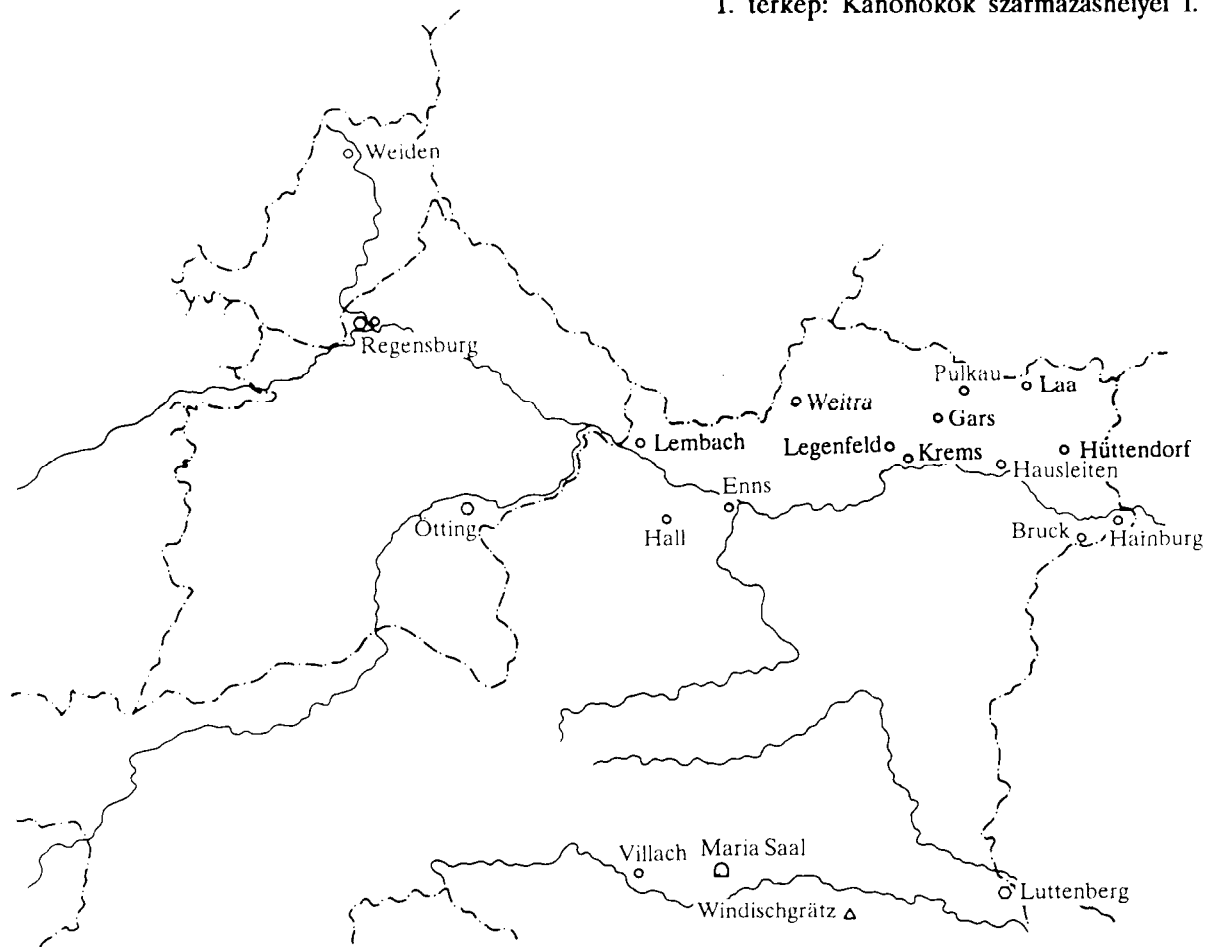 1. térkép: Kanonokok származáshelyei I.
Weiden
Regensburg
Pulkau
Laa
Weitra
Gars
Lembach
Legenfeld
Krems
Hüttendorf
Hausleiten
Enns
Ötting
Hall
Bruck
Hainburg
Villach
Maria Saal
Windischgrätz
Luttenberg